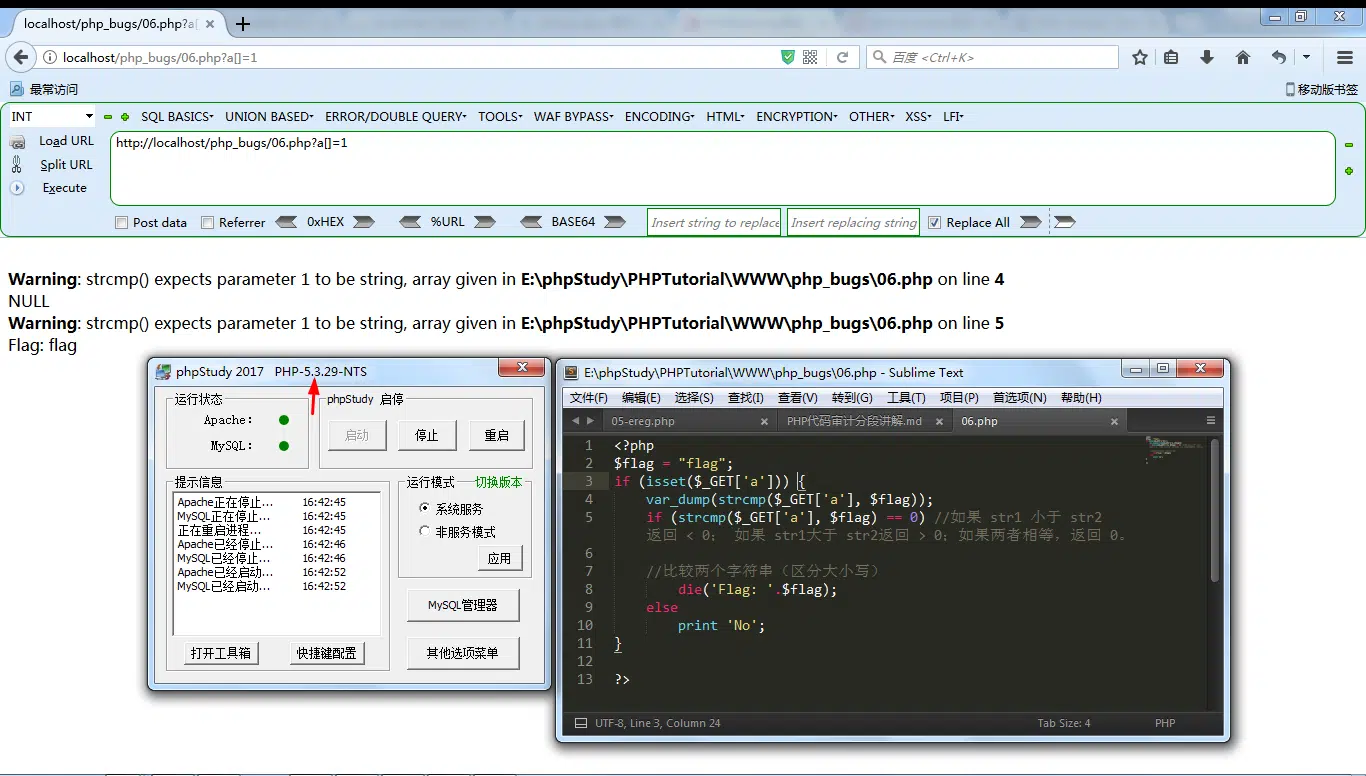 localhost/php_bugs/06.php?a[
localhost/php_bugs/06.php?a[]=1
百度 <Ctrl+K>
最常访问
移动版书签
INT
SQL BASICS
UNION BASED
ERROR/DOUBLE QUERY
TOOLS
WAF BYPASS
ENCODING
HTML
ENCRYPTION
OTHER
XSS
LFI
Load URL
Split URL
Execute
http://localhost/php_bugs/06.php?a[]=1
Post data
Referrer
0xHEX
%URL
BASE64
Insert string to replace
Insert replacing string
Replace All
Warning: strcmp() expects parameter 1 to be string, array given in E:\phpStudy\PHPTutorial\WWW\php_bugs\06.php on line 4
NULL
Warning: strcmp() expects parameter 1 to be string, array given in E:\phpStudy\PHPTutorial\WWW\php_bugs\06.php on line 5
Flag: flag
phpStudy 2017 PHP-5.3.29-NTS
运行状态
Apache:
MySQL:
phpStudy 启停
启动
停止
重启
提示信息
Apache正在停止... 16:42:45
MySQL正在停止... 16:42:45
正在重启进程... 16:42:45
Apache已经停止... 16:42:46
MySQL已经停止... 16:42:46
Apache已经启动... 16:42:52
MySQL已经启动... 16:42:52
运行模式
切换版本
系统服务
非服务模式
应用
MySQL管理器
打开工具箱
快捷键配置
其他选项菜单
E:\phpStudy\PHPTutorial\WWW\php_bugs\06.php - Sublime Text
文件(F) 编辑(E) 选择(S) 查找(I) 查看(V) 转到(G) 工具(T) 项目(P) 首选项(N) 帮助(H)
05-ereg.php
PHP代码审计分段讲解.md
06.php
1 <?php
2 $flag = "flag";
3 if (isset($_GET['a'])) {
4 var_dump(strcmp($_GET['a'], $flag));
5 if (strcmp($_GET['a'], $flag) == 0) //如果 str1 小于 str2
返回 < 0； 如果 str1大于 str2返回 > 0；如果两者相等，返回 0。
6
7 //比较两个字符串（区分大小写）
8 die('Flag: '.$flag);
9 else
10 print 'No';
11 }
12
13 ?>
UTF-8, Line 3, Column 24
Tab Size: 4
PHP